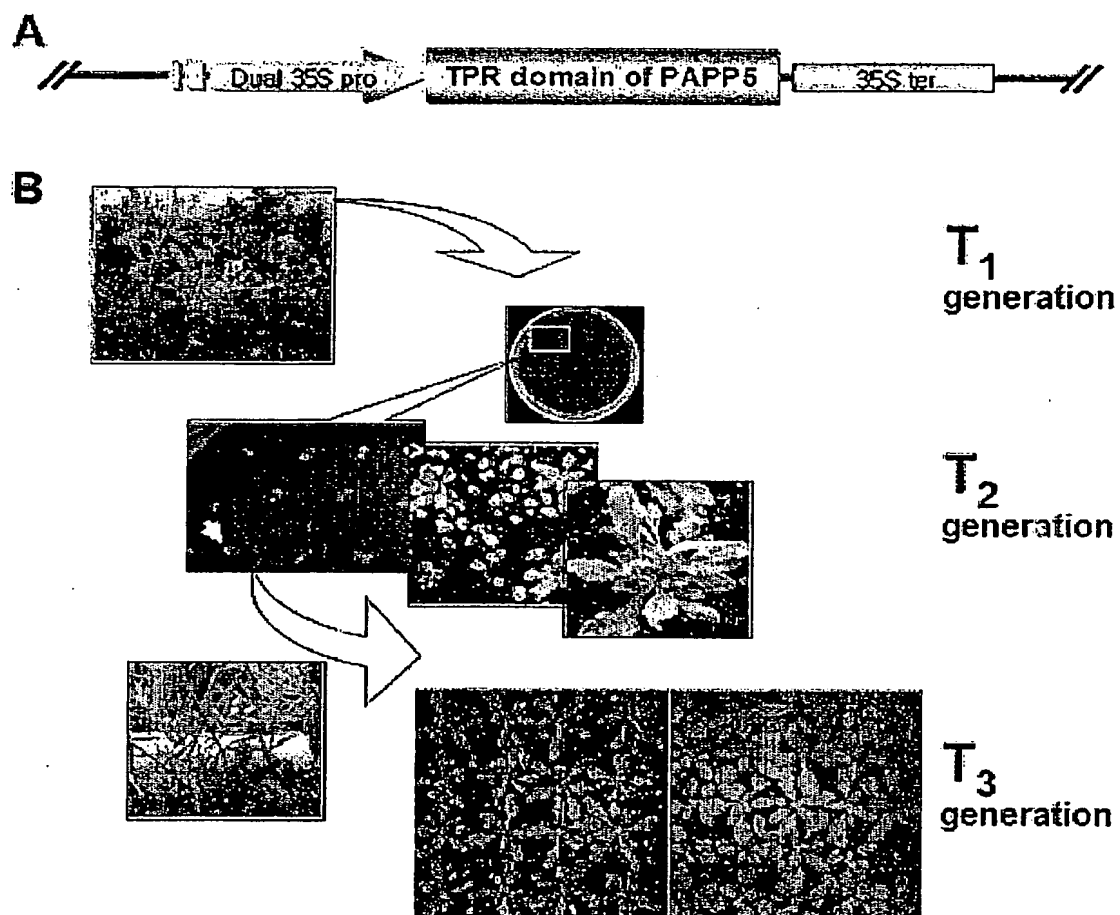 A
Dual 35S pro
TPR domain of PAPP5
35S ter
B
T1
generation
T2
generation
T3
generation